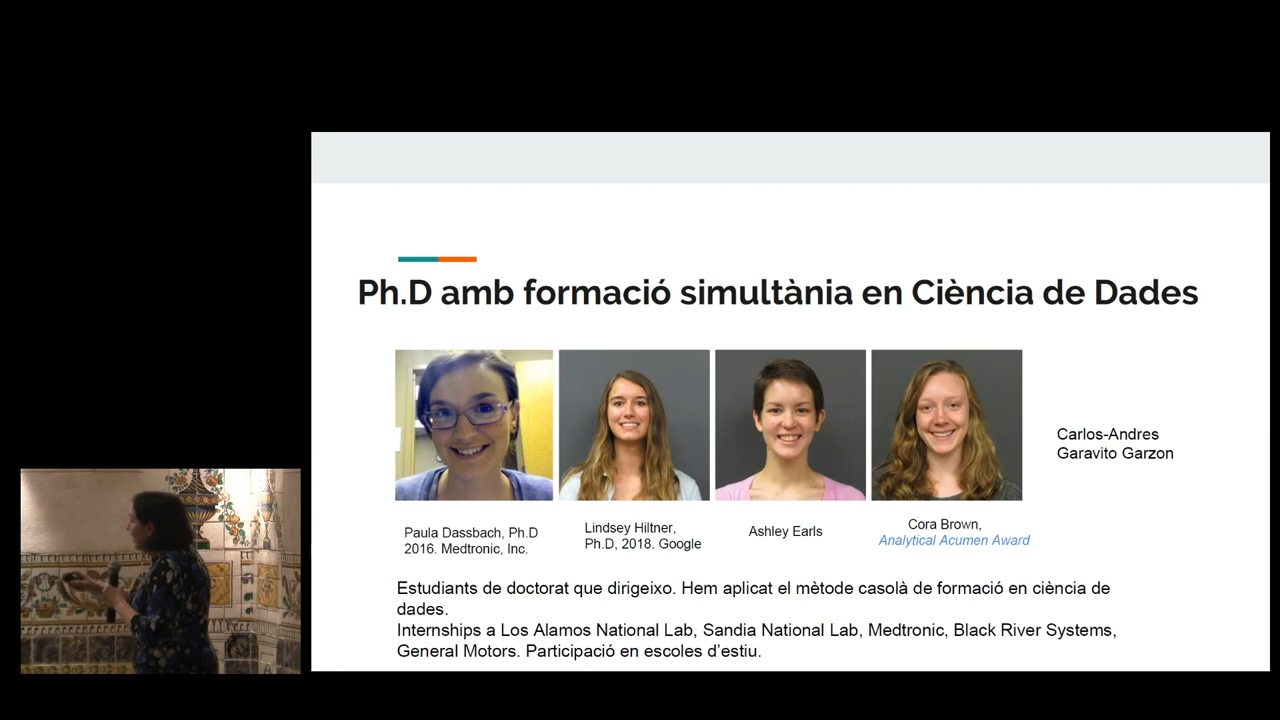 Ph.D amb formació simultània en Ciència de Dades
Carlos-Andres
Garavito Garzon
Paula Dassbach, Ph.D
2016. Medtronic, Inc.
Lindsey Hiltner,
Ph.D, 2018. Google
Ashley Earls
Cora Brown,
Analytical Acumen Award
Estudiants de doctorat que dirigeixo. Hem aplicat el mètode casolà de formació en ciència de
dades.
Internships a Los Alamos National Lab, Sandia National Lab, Medtronic, Black River Systems,
General Motors. Participació en escoles d’estiu.